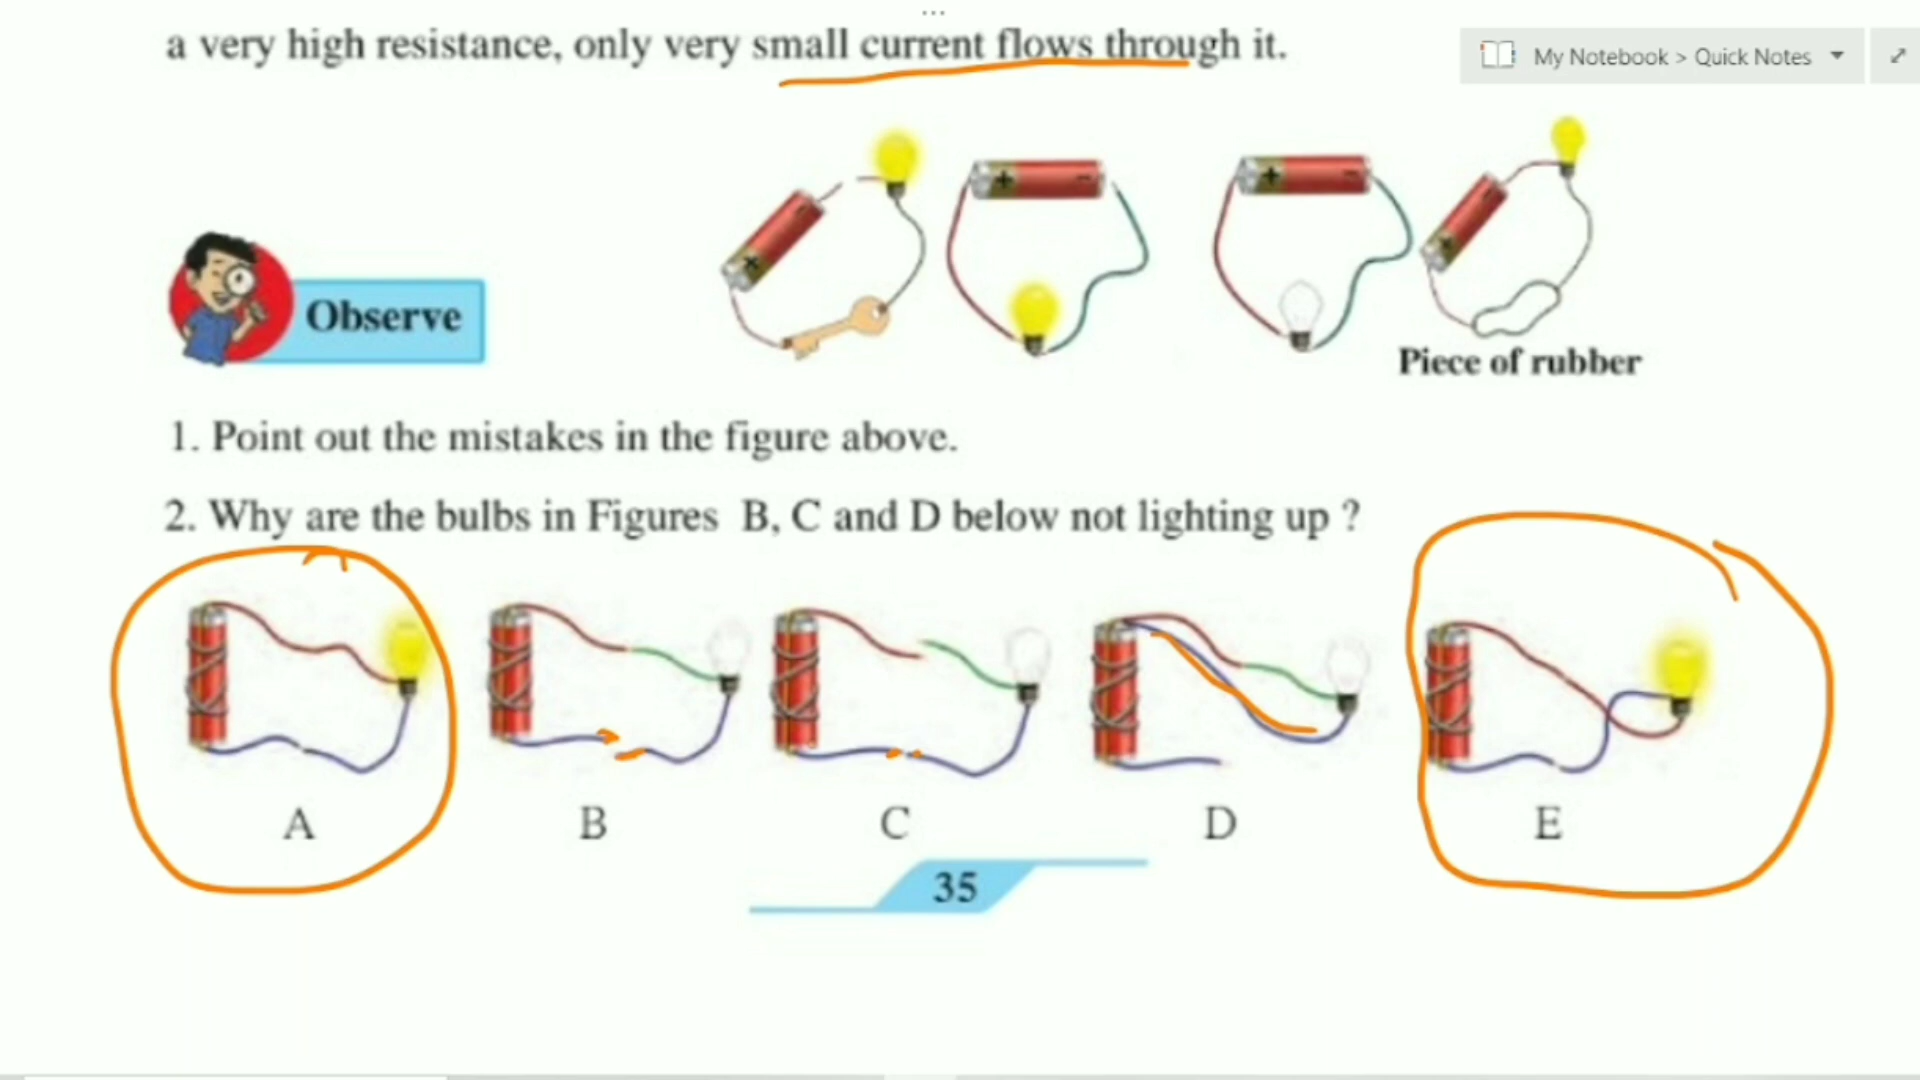 ...
a very high resistance, only very small current flows through it.
My Notebook > Quick Notes
+ -
+ -
+ -
+ -
Observe
Piece of rubber
1. Point out the mistakes in the figure above.
2. Why are the bulbs in Figures B, C and D below not lighting up ?
A B C D E
35